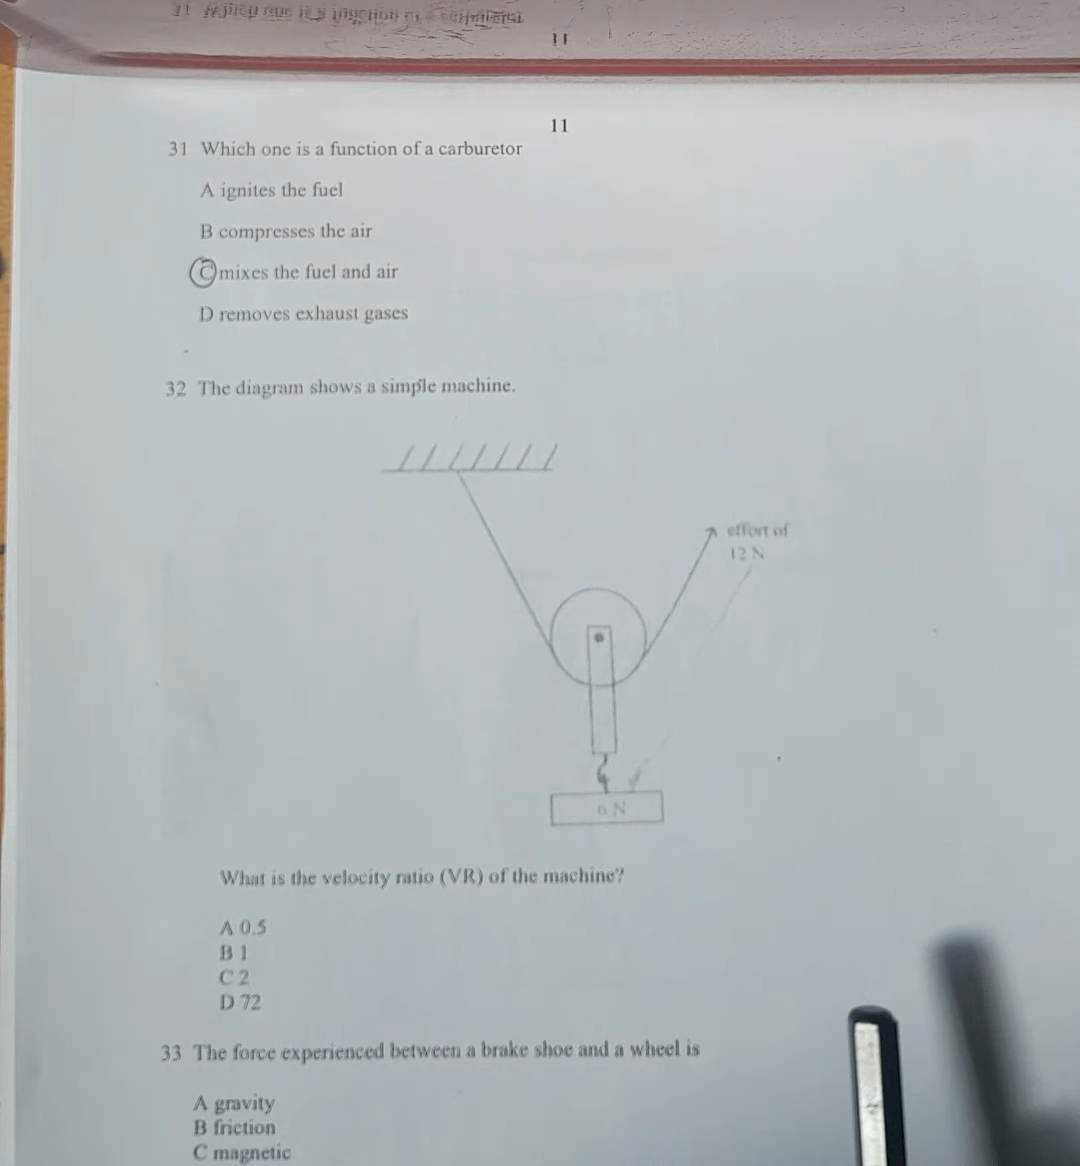 11
11
31 Which one is a function of a carburetor
A ignites the fuel
B compresses the air
C mixes the fuel and air
D removes exhaust gases
32 The diagram shows a simple machine.
effort of
12 N
6 N
What is the velocity ratio (VR) of the machine?
A 0.5
B 1
C 2
D 72
33 The force experienced between a brake shoe and a wheel is
A gravity
B friction
C magnetic